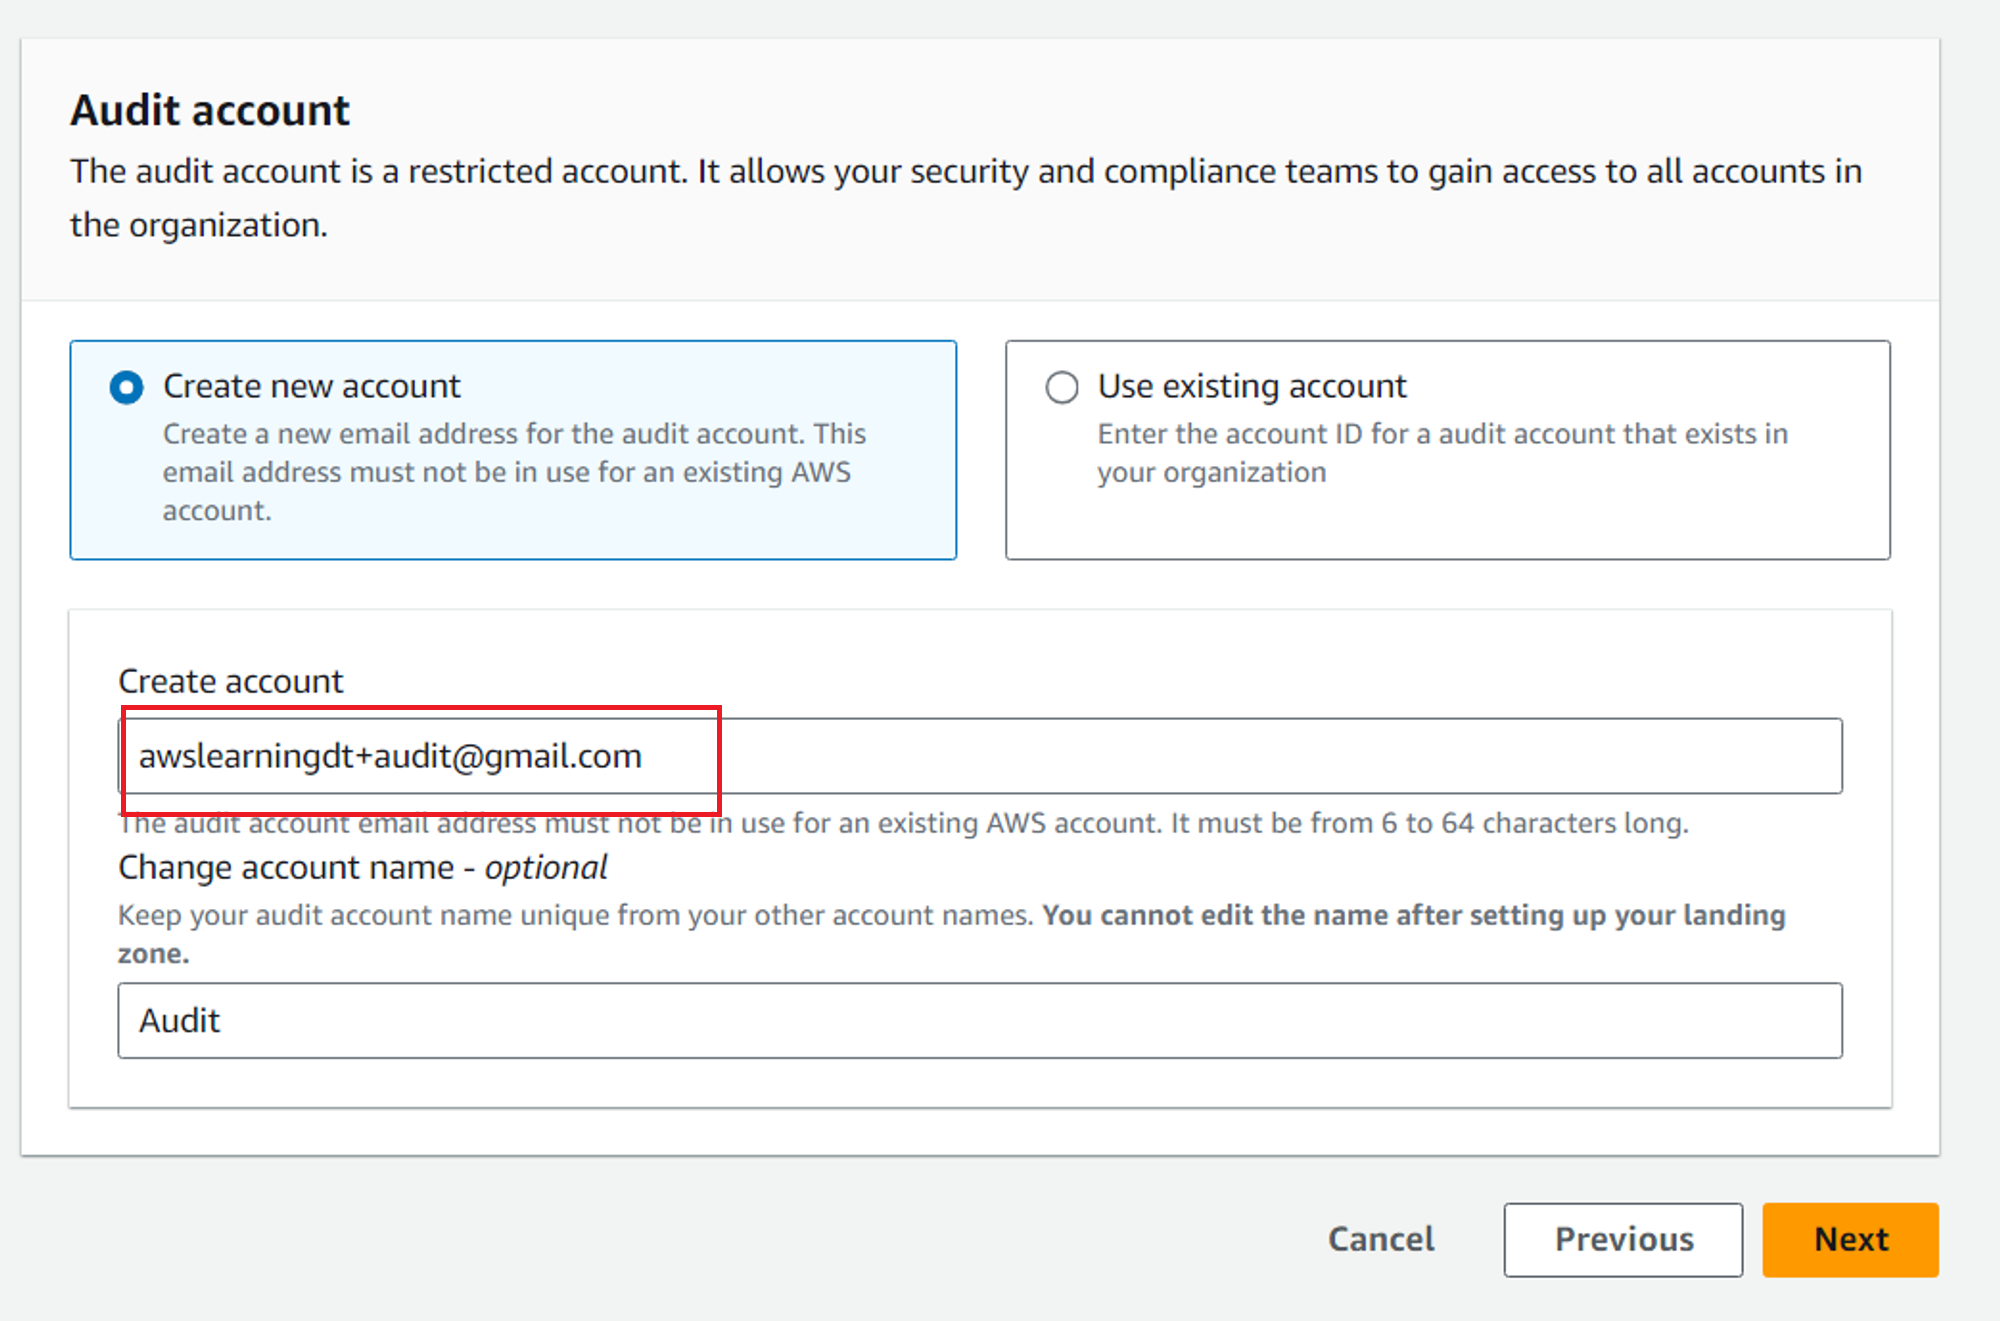 Audit account
The audit account is a restricted account. It allows your security and compliance teams to gain access to all accounts in
the organization.
Create new account
Create a new email address for the audit account. This
email address must not be in use for an existing AWS
account.
Use existing account
Enter the account ID for a audit account that exists in
your organization
Create account
awslearningdt+audit@gmail.com
The audit account email address must not be in use for an existing AWS account. It must be from 6 to 64 characters long.
Change account name - optional
Keep your audit account name unique from your other account names. You cannot edit the name after setting up your landing
zone.
Audit
Cancel
Previous
Next